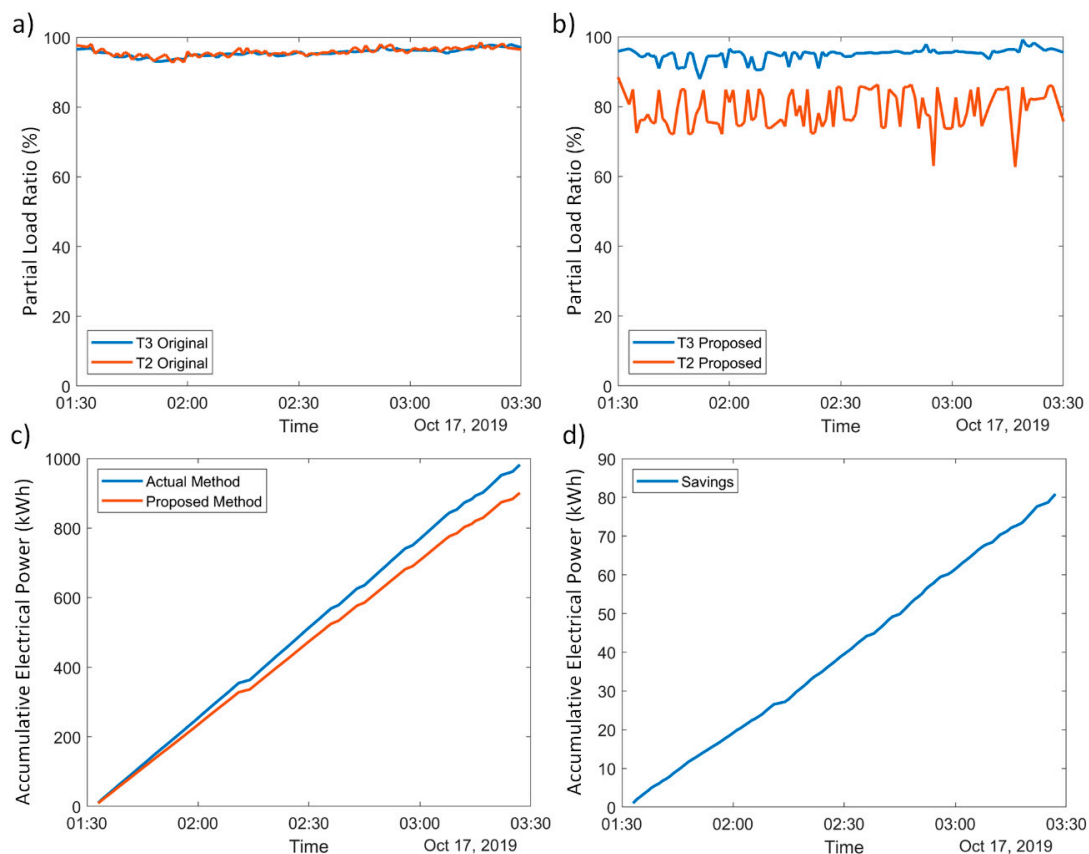 a)
Partial Load Ratio (%)
100
80
60
40
20
0
T3 Original
T2 Original
01:30
02:00
02:30
03:00
03:30
Time
Oct 17, 2019
b)
Partial Load Ratio (%)
100
80
60
40
20
0
T3 Proposed
T2 Proposed
01:30
02:00
02:30
03:00
03:30
Time
Oct 17, 2019
c)
Accumulative Electrical Power (kWh)
1000
800
600
400
200
0
Actual Method
Proposed Method
01:30
02:00
02:30
03:00
03:30
Time
Oct 17, 2019
d)
Accumulative Electrical Power (kWh)
90
80
70
60
50
40
30
20
10
0
Savings
01:30
02:00
02:30
03:00
03:30
Time
Oct 17, 2019